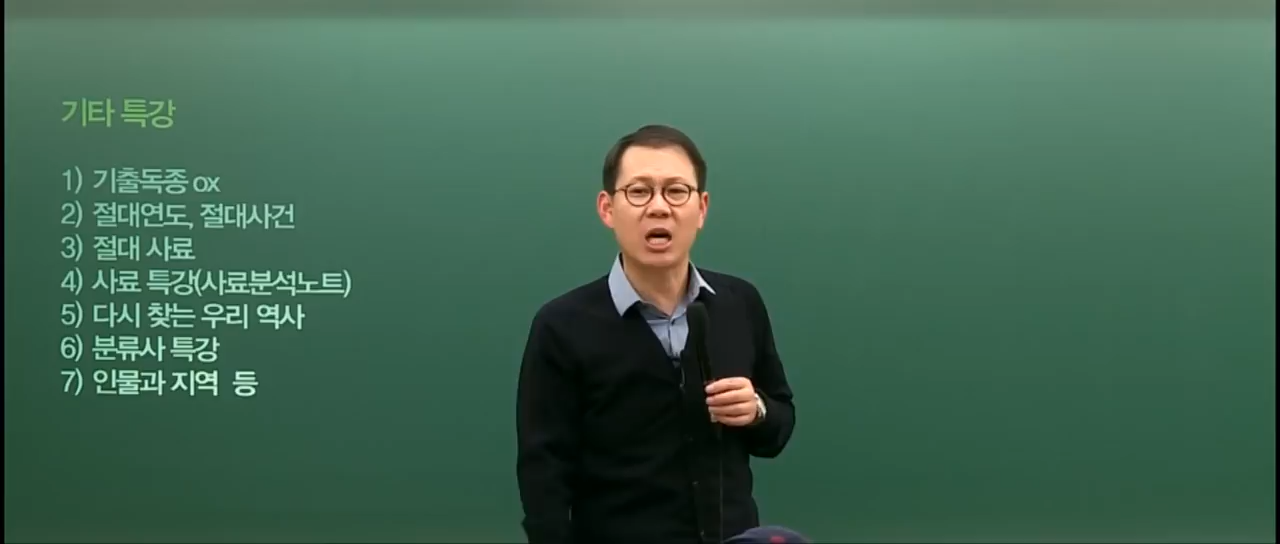 기타 특강
1) 기출독종 ox
2) 절대연도, 절대사건
3) 절대 사료
4) 사료 특강(사료분석노트)
5) 다시 찾는 우리 역사
6) 분류사 특강
7) 인물과 지역 등